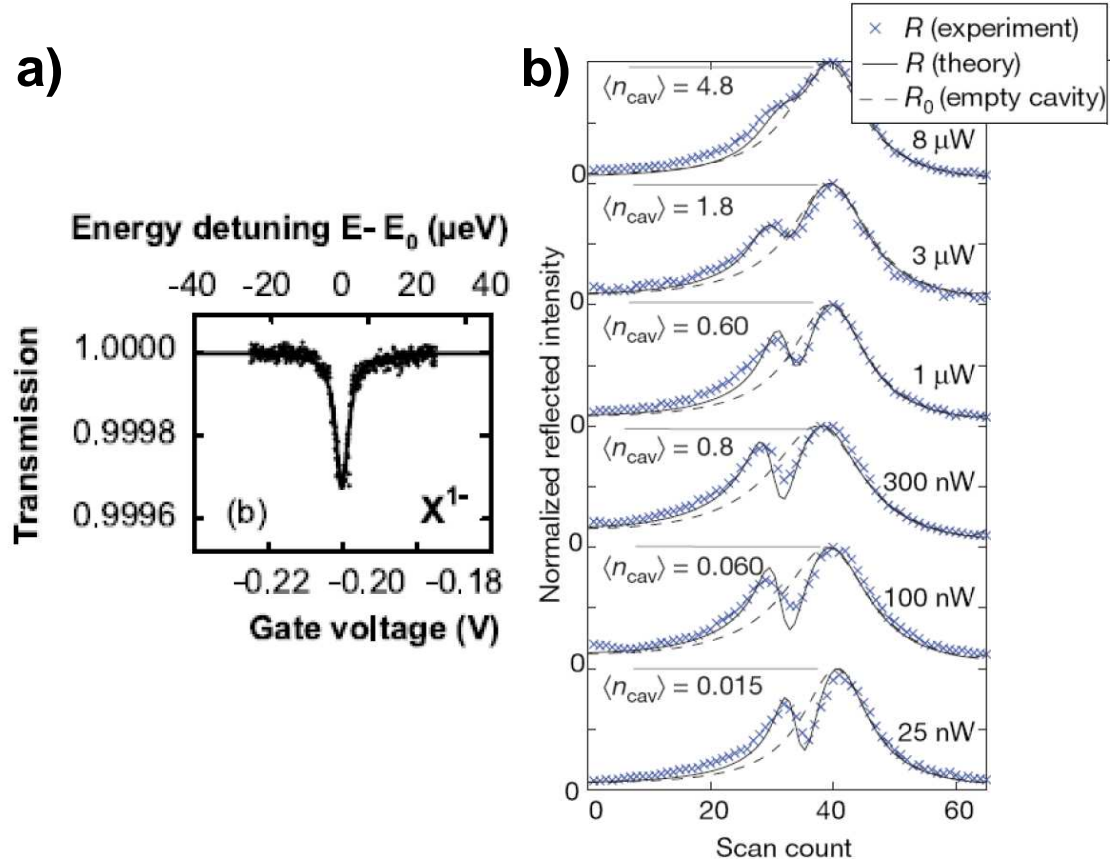 a)
Energy detuning E- E0 (µeV)
-40 -20 0 20 40
Transmission
1.0000
0.9998
0.9996
(b) X1-
-0.22 -0.20 -0.18
Gate voltage (V)
b)
R (experiment)
R (theory)
R0 (empty cavity)
Normalized reflected intensity
⟨ncav⟩ = 4.8
8 µW
0
⟨ncav⟩ = 1.8
3 µW
0
⟨ncav⟩ = 0.60
1 µW
0
⟨ncav⟩ = 0.8
300 nW
0
⟨ncav⟩ = 0.060
100 nW
0
⟨ncav⟩ = 0.015
25 nW
0
0 20 40 60
Scan count